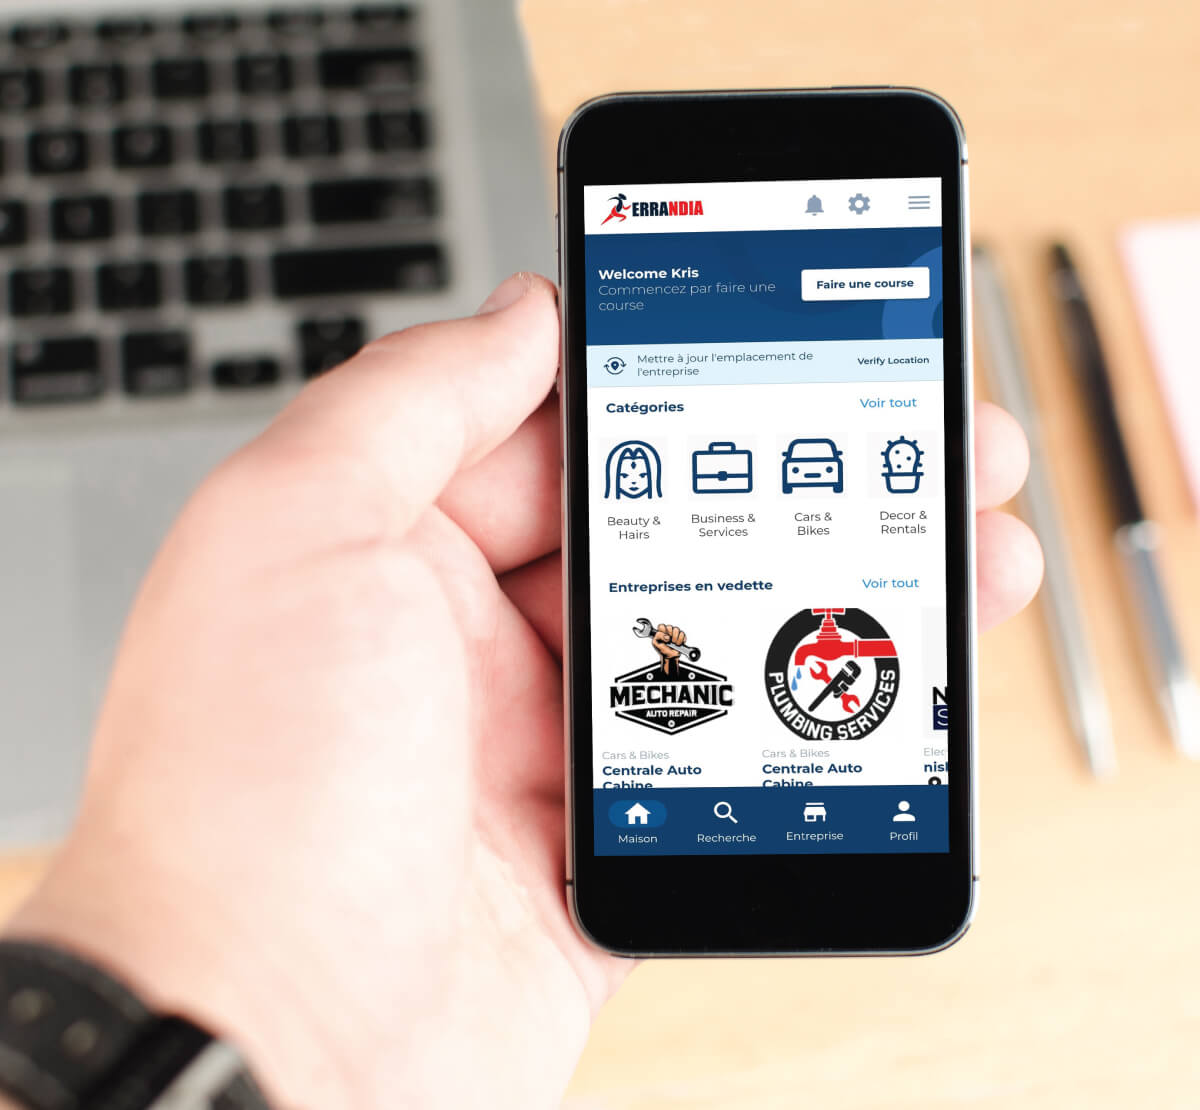 ERRANDIA
Welcome Kris
Commencez par faire une
course
Faire une course
Mettre à jour l'emplacement de
l'entreprise
Verify Location
Catégories
Voir tout
Beauty &
Hairs
Business &
Services
Cars &
Bikes
Decor &
Rentals
Entreprises en vedette
Voir tout
MECHANIC
AUTO REPAIR
PLUMBING SERVICES
N
S
Cars & Bikes
Centrale Auto
Cabine
Cars & Bikes
Centrale Auto
Cabine
Elec
nisl
Maison
Recherche
Entreprise
Profil